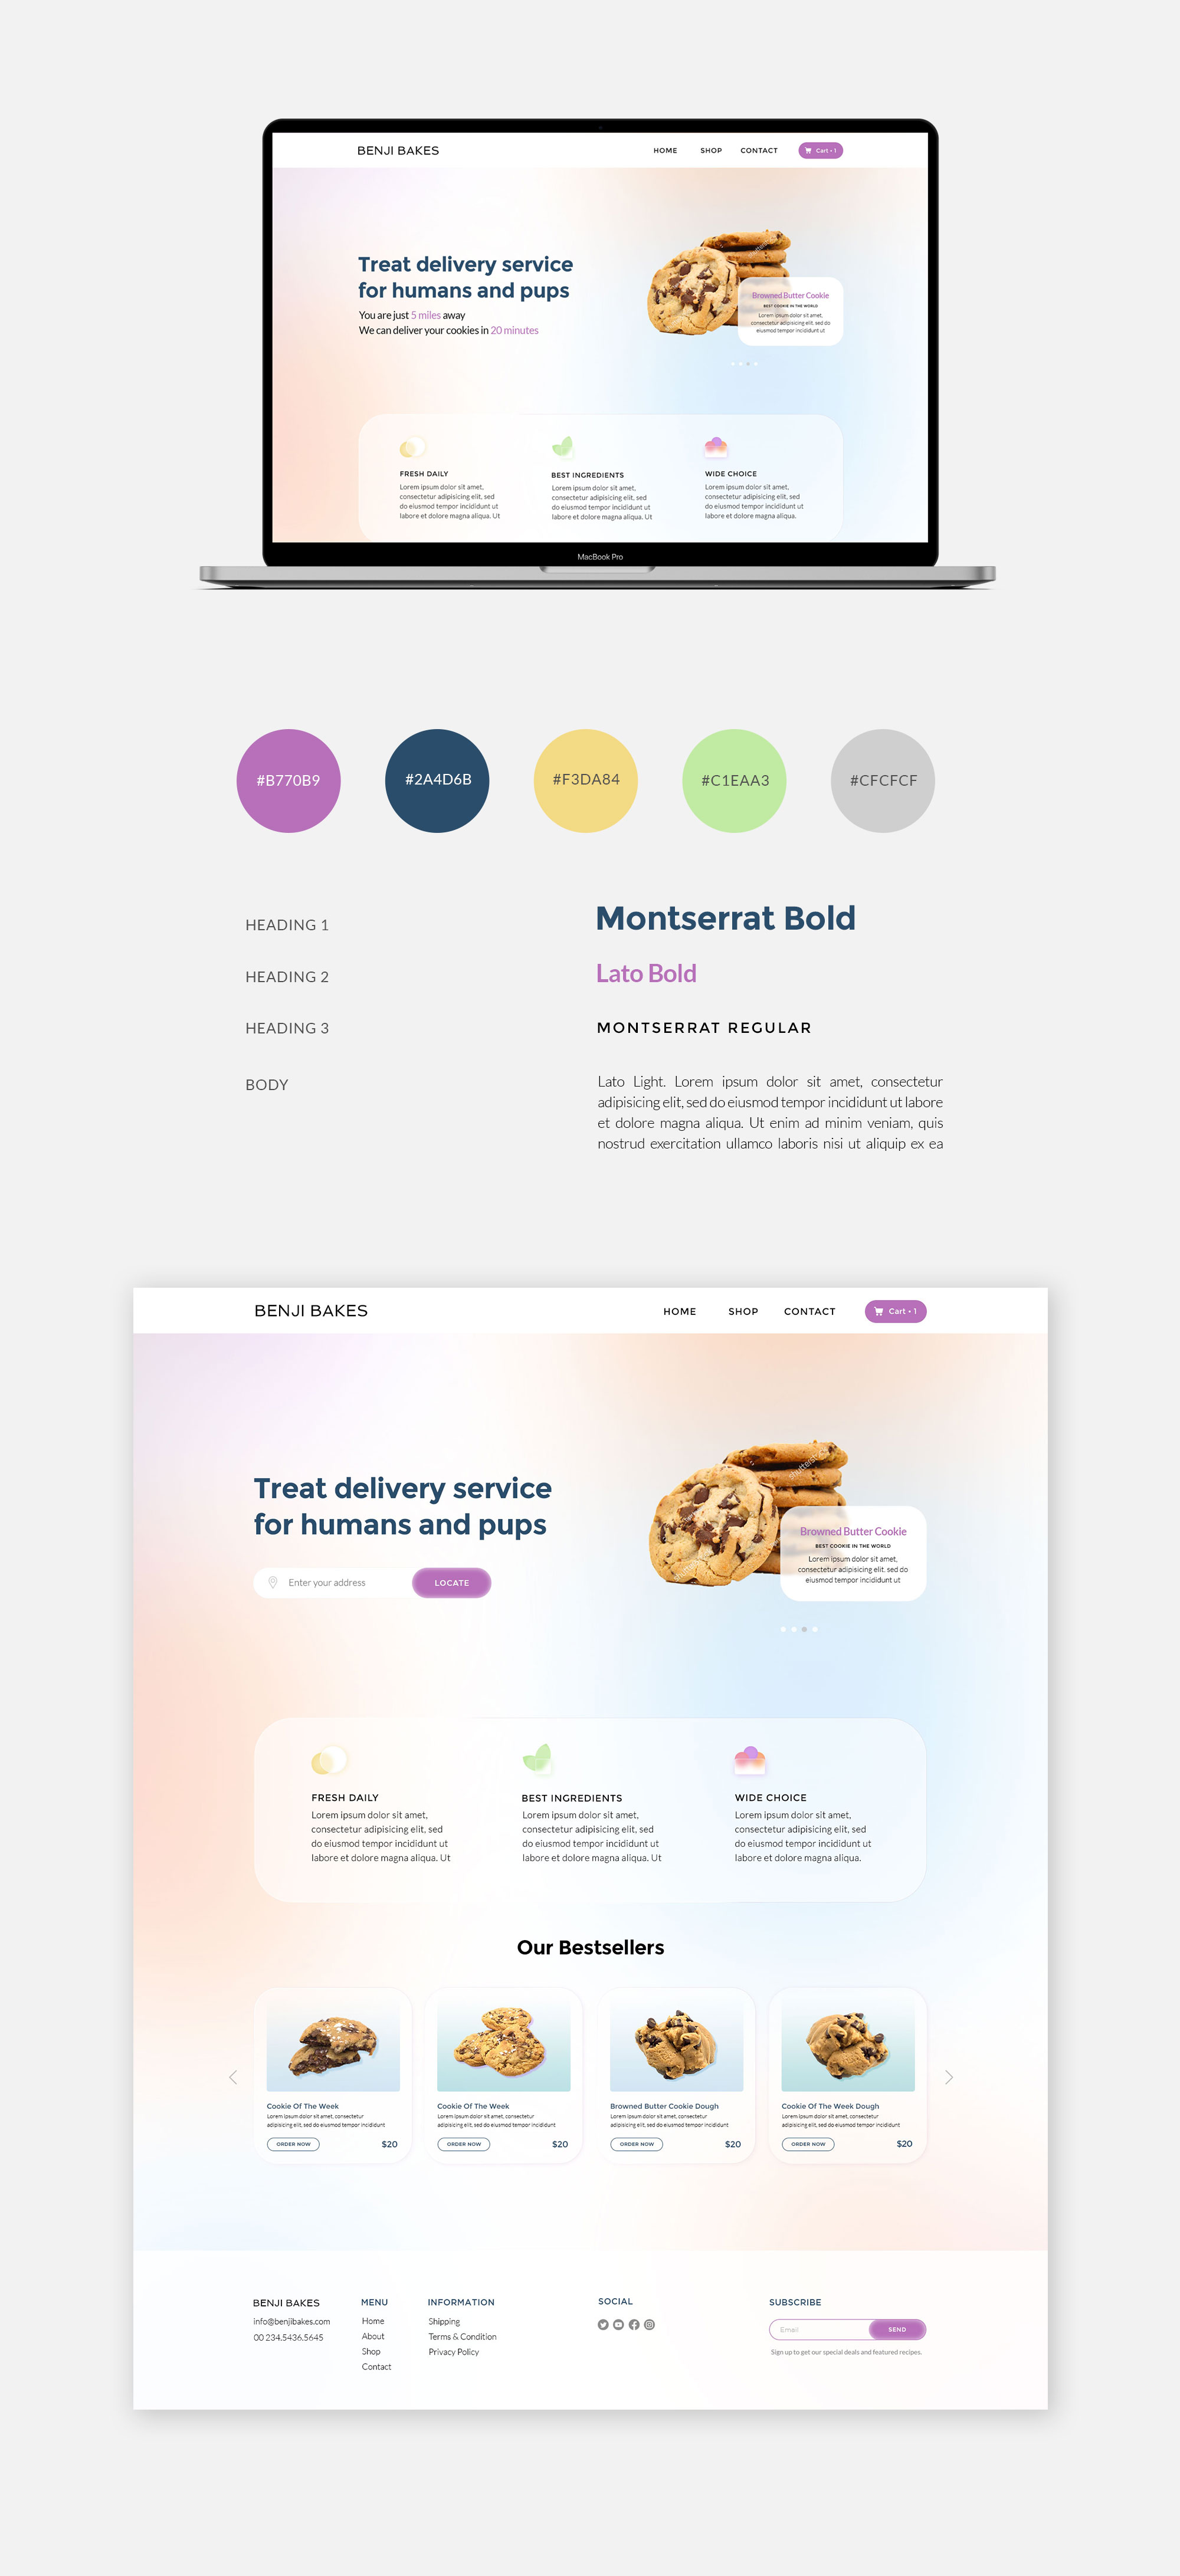 BENJI BAKES
HOME SHOP CONTACT Cart • 1
Treat delivery service
for humans and pups
You are just 5 miles away
We can deliver your cookies in 20 minutes
Browned Butter Cookie
BEST COOKIE IN THE WORLD
Lorem ipsum dolor sit amet,
consectetur adipisicing elit, sed do
eiusmod tempor incididunt ut
FRESH DAILY
Lorem ipsum dolor sit amet,
consectetur adipisicing elit, sed
do eiusmod tempor incididunt ut
labore et dolore magna aliqua. Ut
BEST INGREDIENTS
Lorem ipsum dolor sit amet,
consectetur adipisicing elit, sed
do eiusmod tempor incididunt ut
labore et dolore magna aliqua. Ut
WIDE CHOICE
Lorem ipsum dolor sit amet,
consectetur adipisicing elit, sed
do eiusmod tempor incididunt ut
labore et dolore magna aliqua.
MacBook Pro
#B770B9
#2A4D6B
#F3DA84
#C1EAA3
#CFCFCF
HEADING 1
Montserrat Bold
HEADING 2
Lato Bold
HEADING 3
MONTSERRAT REGULAR
BODY
Lato Light. Lorem ipsum dolor sit amet, consectetur
adipisicing elit, sed do eiusmod tempor incididunt ut labore
et dolore magna aliqua. Ut enim ad minim veniam, quis
nostrud exercitation ullamco laboris nisi ut aliquip ex ea
BENJI BAKES
HOME SHOP CONTACT Cart • 1
Treat delivery service
for humans and pups
Enter your address
LOCATE
Browned Butter Cookie
BEST COOKIE IN THE WORLD
Lorem ipsum dolor sit amet,
consectetur adipisicing elit, sed do
eiusmod tempor incididunt ut
FRESH DAILY
Lorem ipsum dolor sit amet,
consectetur adipisicing elit, sed
do eiusmod tempor incididunt ut
labore et dolore magna aliqua. Ut
BEST INGREDIENTS
Lorem ipsum dolor sit amet,
consectetur adipisicing elit, sed
do eiusmod tempor incididunt ut
labore et dolore magna aliqua. Ut
WIDE CHOICE
Lorem ipsum dolor sit amet,
consectetur adipisicing elit, sed
do eiusmod tempor incididunt ut
labore et dolore magna aliqua.
Our Bestsellers
Cookie Of The Week
Lorem ipsum dolor sit amet, consectetur
adipisicing elit, sed do eiusmod tempor incididunt
ORDER NOW $20
Cookie Of The Week
Lorem ipsum dolor sit amet, consectetur
adipisicing elit, sed do eiusmod tempor incididunt
ORDER NOW $20
Browned Butter Cookie Dough
Lorem ipsum dolor sit amet, consectetur
adipisicing elit, sed do eiusmod tempor incididunt
ORDER NOW $20
Cookie Of The Week Dough
Lorem ipsum dolor sit amet, consectetur
adipisicing elit, sed do eiusmod tempor incididunt
ORDER NOW $20
BENJI BAKES
info@benjibakes.com
00 234.5436.5645
MENU
Home
About
Shop
Contact
INFORMATION
Shipping
Terms & Condition
Privacy Policy
SOCIAL
SUBSCRIBE
Email
SEND
Sign up to get our special deals and featured recipes.